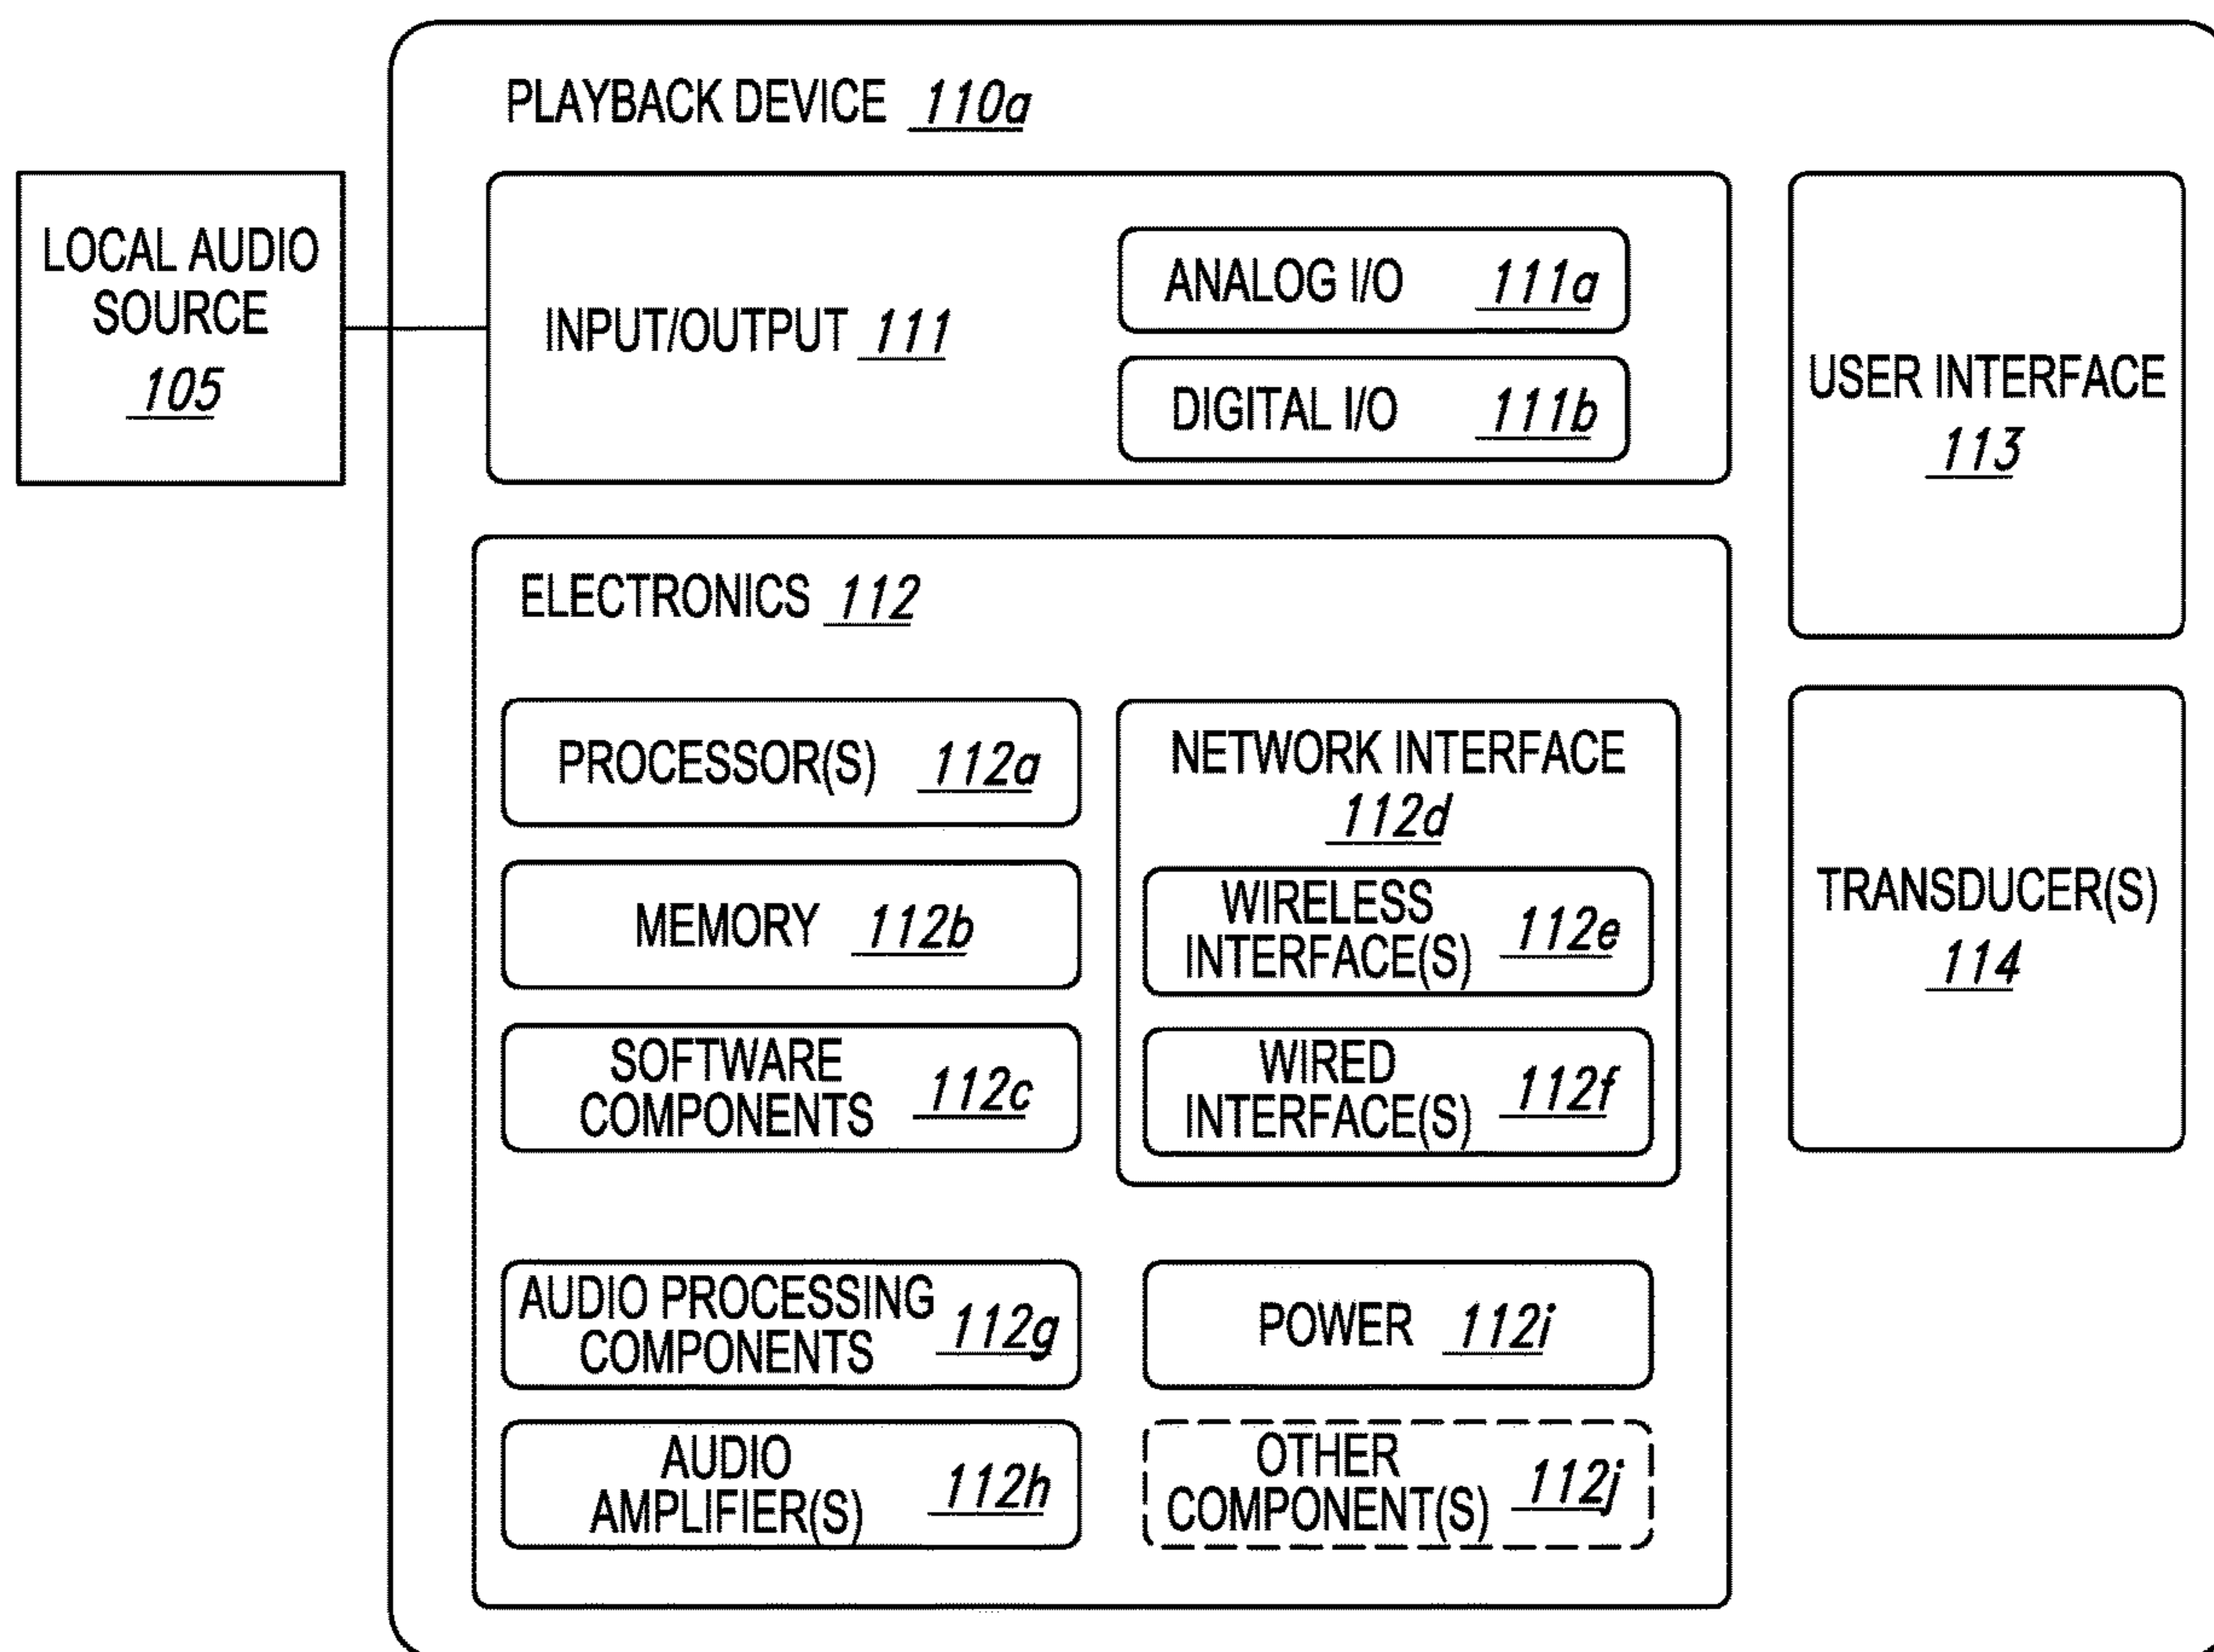 PLAYBACK DEVICE 110a
LOCAL AUDIO
SOURCE
105
INPUT/OUTPUT 111
ANALOG I/O 111a
DIGITAL I/O 111b
USER INTERFACE
113
ELECTRONICS 112
PROCESSOR(S) 112a
MEMORY 112b
SOFTWARE
COMPONENTS 112c
NETWORK INTERFACE
112d
WIRELESS
INTERFACE(S) 112e
WIRED
INTERFACE(S) 112f
TRANSDUCER(S)
114
AUDIO PROCESSING
COMPONENTS 112g
AUDIO
AMPLIFIER(S) 112h
POWER 112i
OTHER
COMPONENT(S) 112j